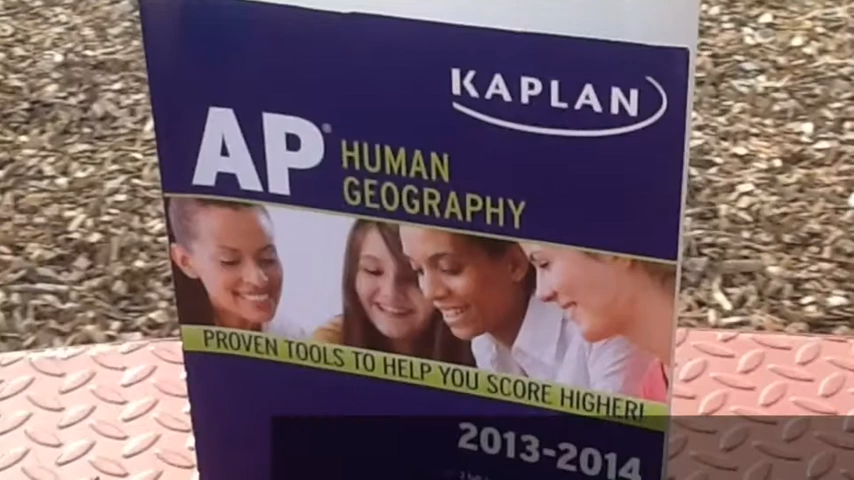 KAPLAN
AP® HUMAN
GEOGRAPHY
PROVEN TOOLS TO HELP YOU SCORE HIGHER!
2013-2014